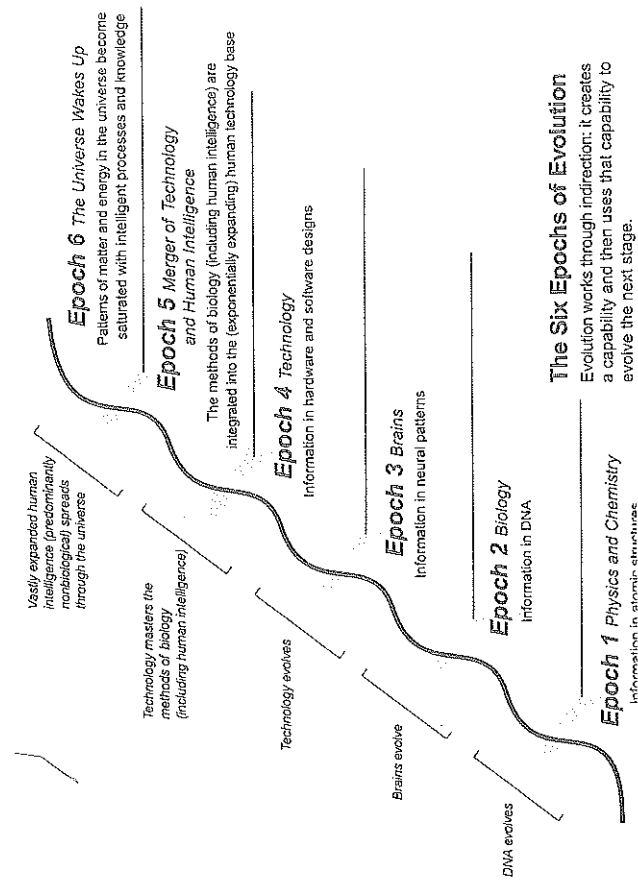 Epoch 6 The Universe Wakes Up
Patterns of matter and energy in the universe become
saturated with intelligent processes and knowledge
Vastly expanded human
intelligence (predominantly
nonbiological) spreads
through the universe
Epoch 5 Merger of Technology
and Human Intelligence
The methods of biology (including human intelligence) are
integrated into the (exponentially expanding) human technology base
Technology masters the
methods of biology
(including human intelligence)
Epoch 4 Technology
Information in hardware and software designs
Technology evolves
Epoch 3 Brains
Information in neural patterns
Brains evolve
Epoch 2 Biology
Information in DNA
DNA evolves
Epoch 1 Physics and Chemistry
Information in atomic structures
The Six Epochs of Evolution
Evolution works through indirection: it creates
a capability and then uses that capability to
evolve the next stage.